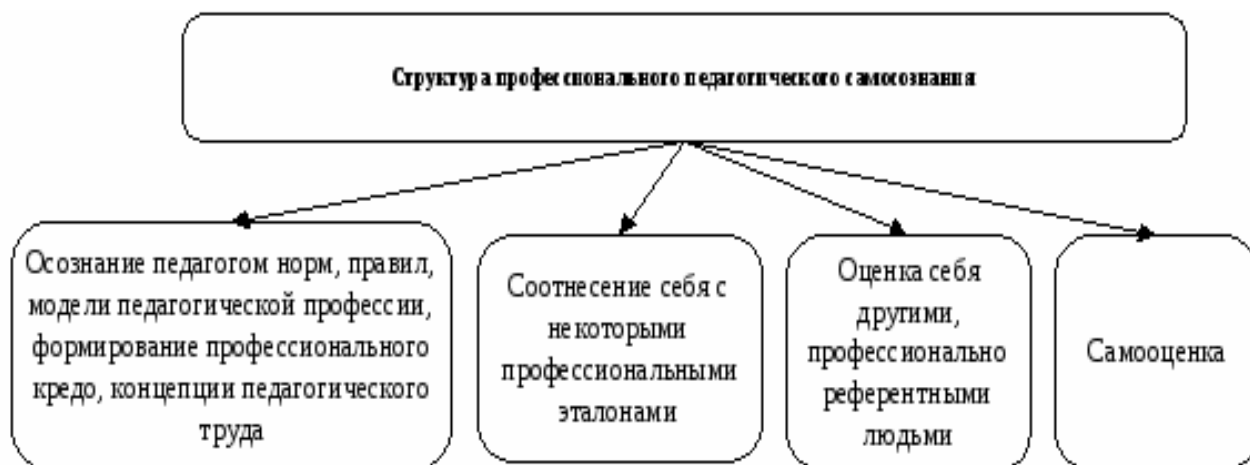 Структура профессионального педагогического самосознания
Осознание педагогом норм, правил,
модели педагогической профессии,
формирование профессионального
кредо, концепции педагогического
труда
Соотнесение себя с
некоторыми
профессиональными
эталонами
Оценка себя
другими,
профессионально
референтными
людьми
Самооценка